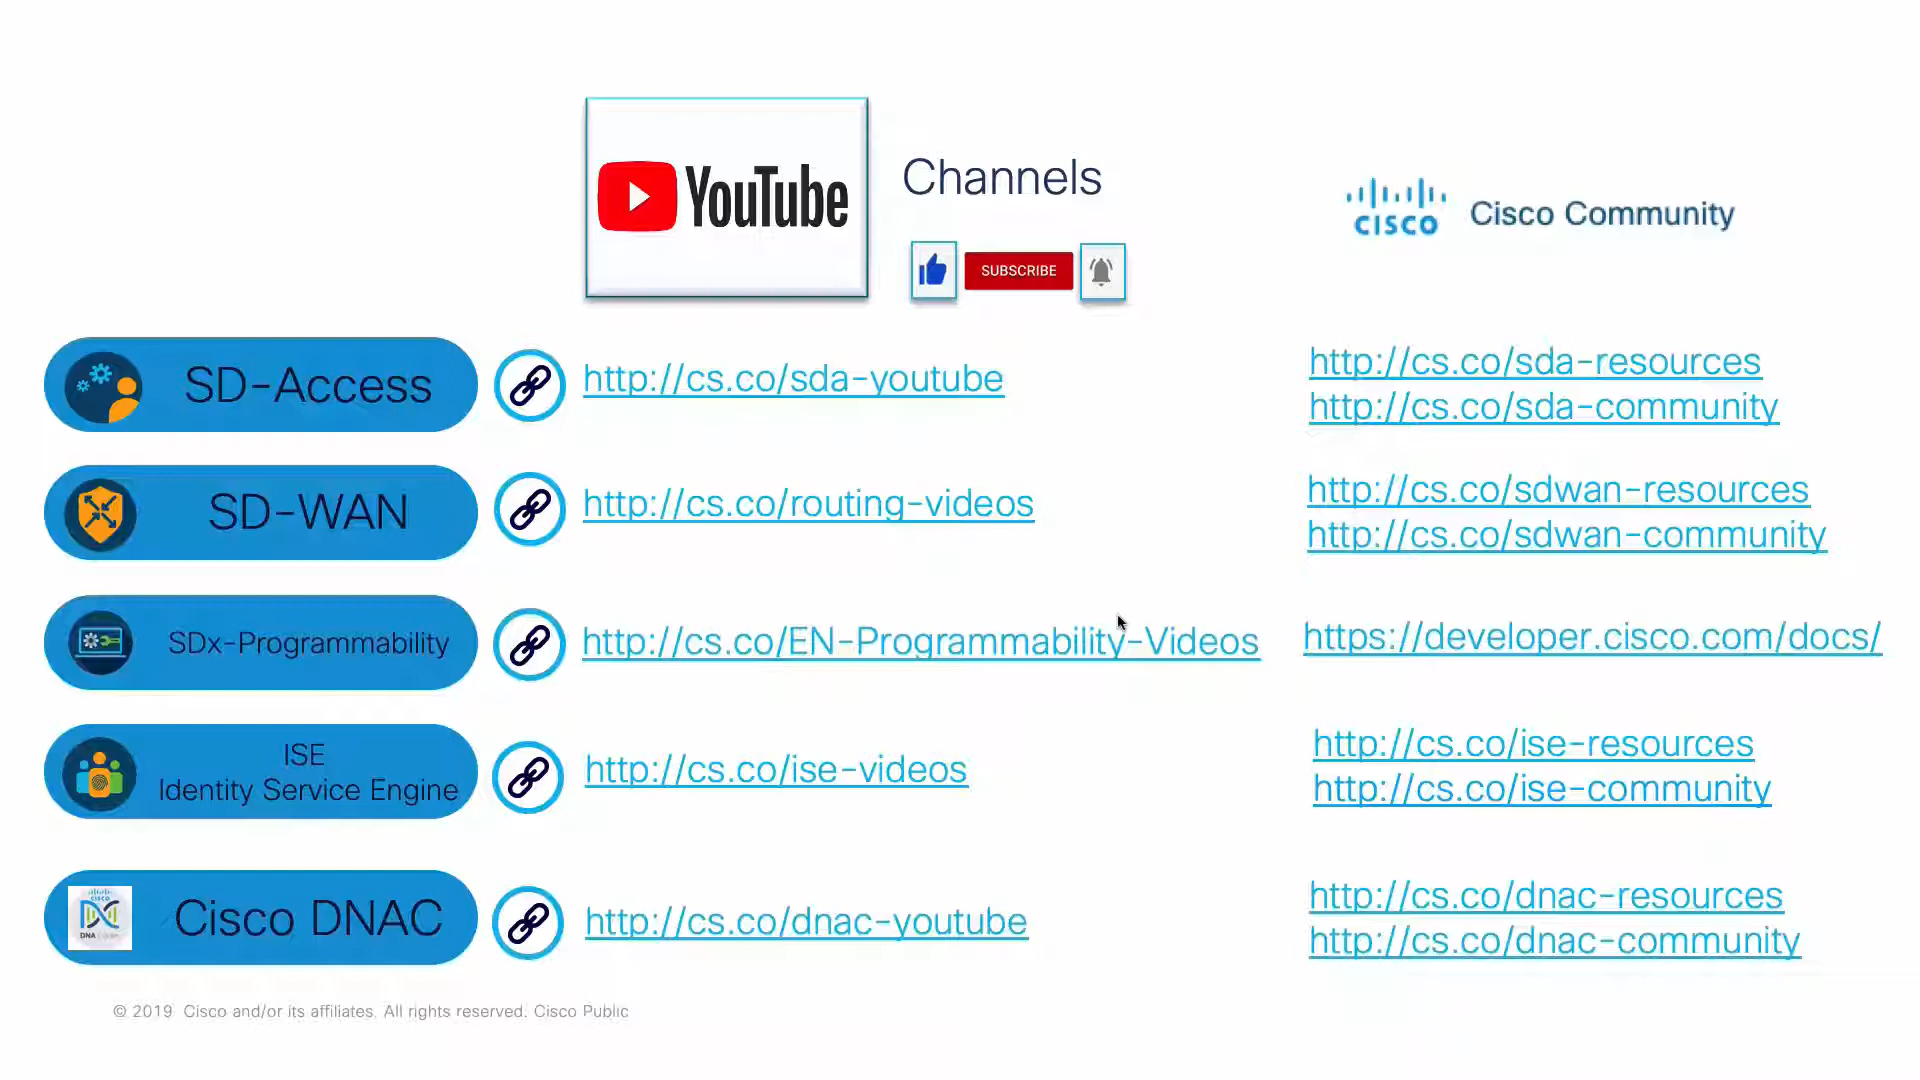 YouTube
Channels
SUBSCRIBE
CISCO
Cisco Community
SD-Access
http://cs.co/sda-youtube
http://cs.co/sda-resources
http://cs.co/sda-community
SD-WAN
http://cs.co/routing-videos
http://cs.co/sdwan-resources
http://cs.co/sdwan-community
SDx-Programmability
http://cs.co/EN-Programmability-Videos
https://developer.cisco.com/docs/
ISE
Identity Service Engine
http://cs.co/ise-videos
http://cs.co/ise-resources
http://cs.co/ise-community
CISCO
DNA
Cisco DNAC
http://cs.co/dnac-youtube
http://cs.co/dnac-resources
http://cs.co/dnac-community
© 2019 Cisco and/or its affiliates. All rights reserved. Cisco Public